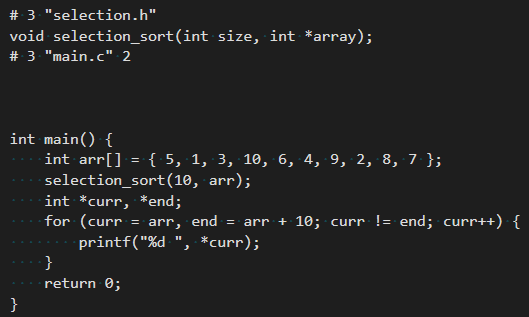 # 3 "selection.h"
void selection_sort(int size, int *array);
# 3 "main.c" 2
int main() {
    int arr[] = { 5, 1, 3, 10, 6, 4, 9, 2, 8, 7 };
    selection_sort(10, arr);
    int *curr, *end;
    for (curr = arr, end = arr + 10; curr != end; curr++) {
        printf("%d ", *curr);
    }
    return 0;
}